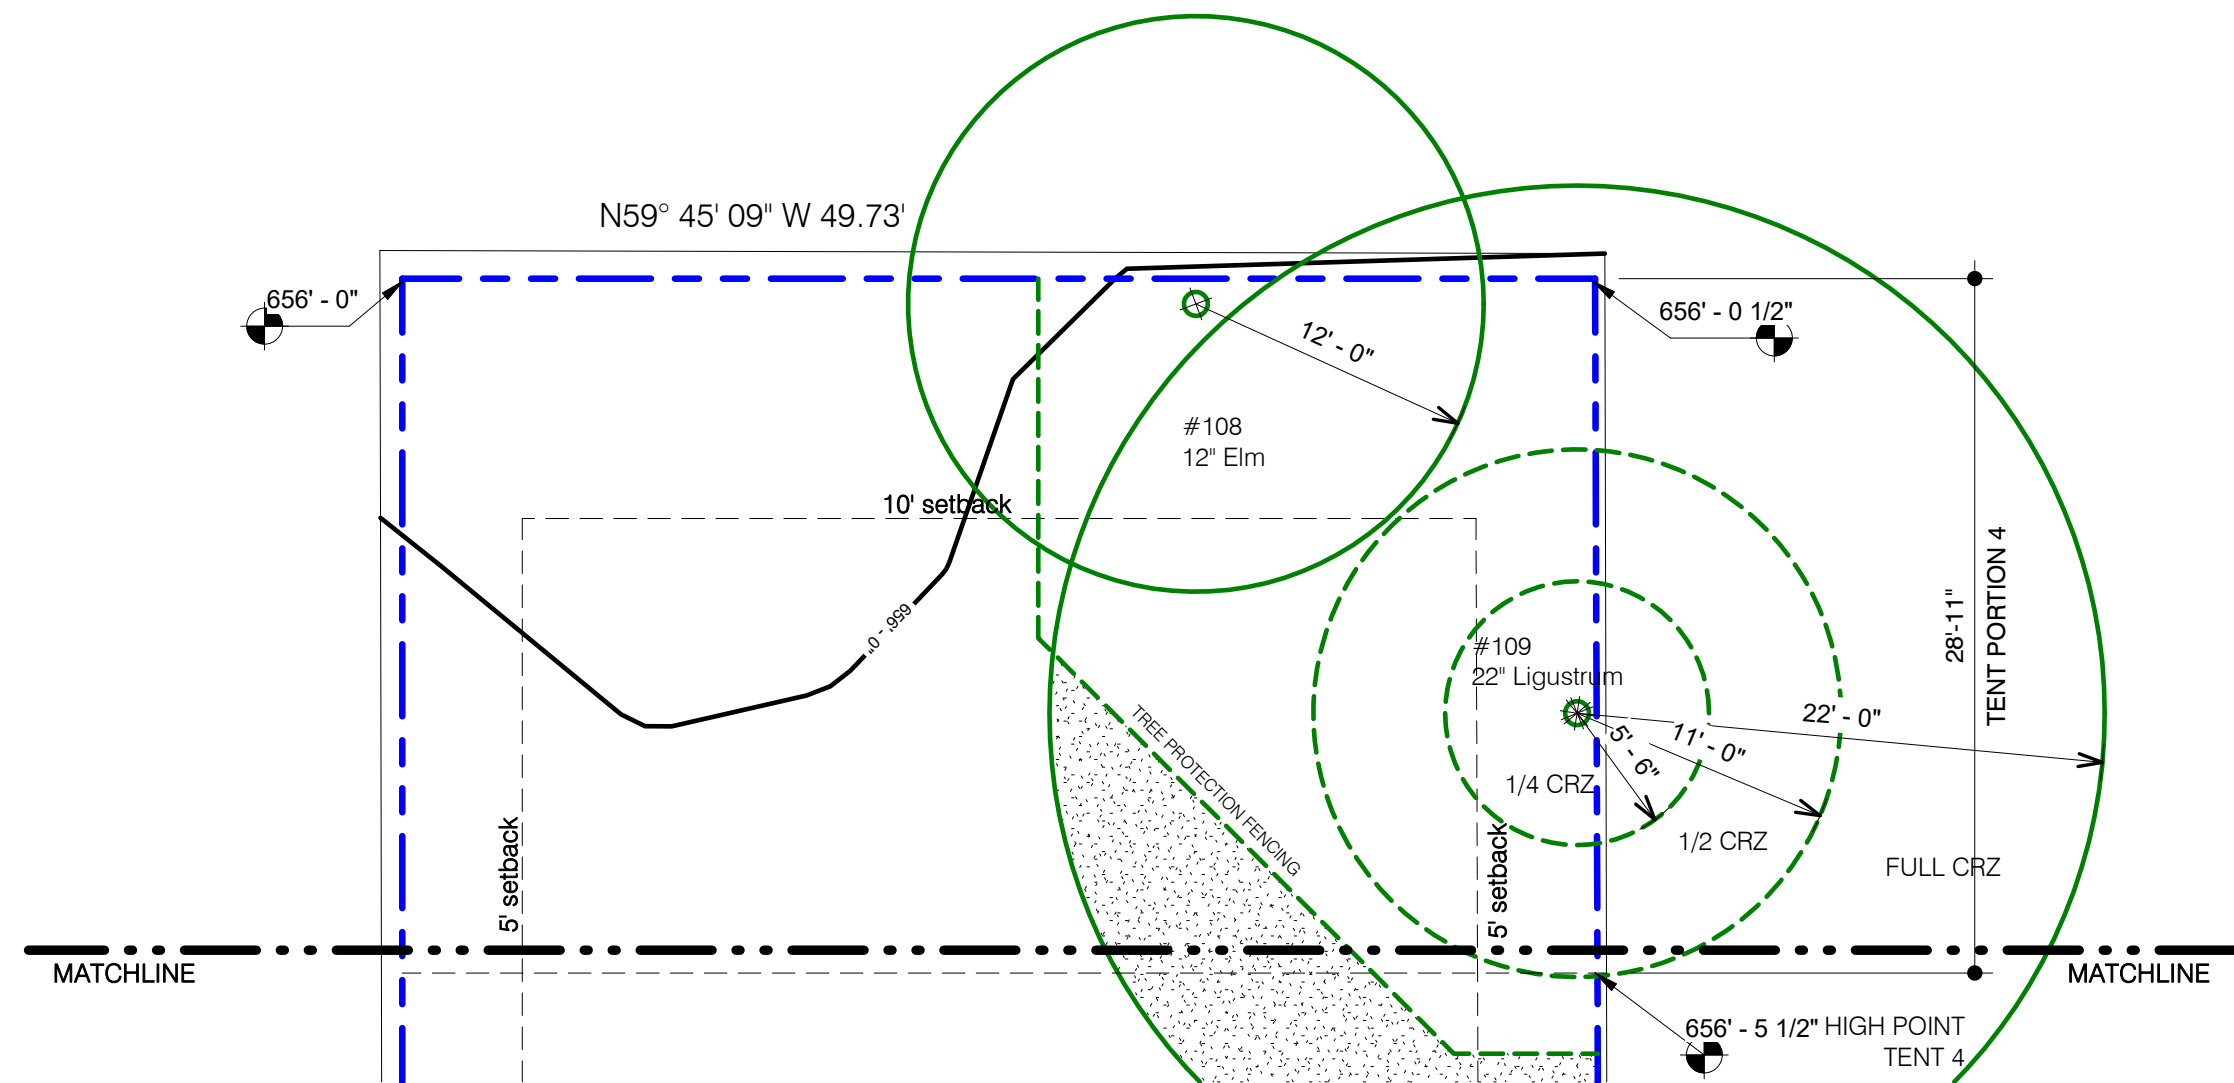 N59° 45' 09" W 49.73'
656' - 0"
656' - 0 1/2"
12' - 0"
#108
12" Elm
10' setback
656' - 0"
#109
22" Ligustrum
28'-11"
TENT PORTION 4
TREE PROTECTION FENCING
22' - 0"
11' - 0"
5' - 6"
1/4 CRZ
1/2 CRZ
FULL CRZ
5' setback
5' setback
MATCHLINE
MATCHLINE
656' - 5 1/2" HIGH POINT
TENT 4